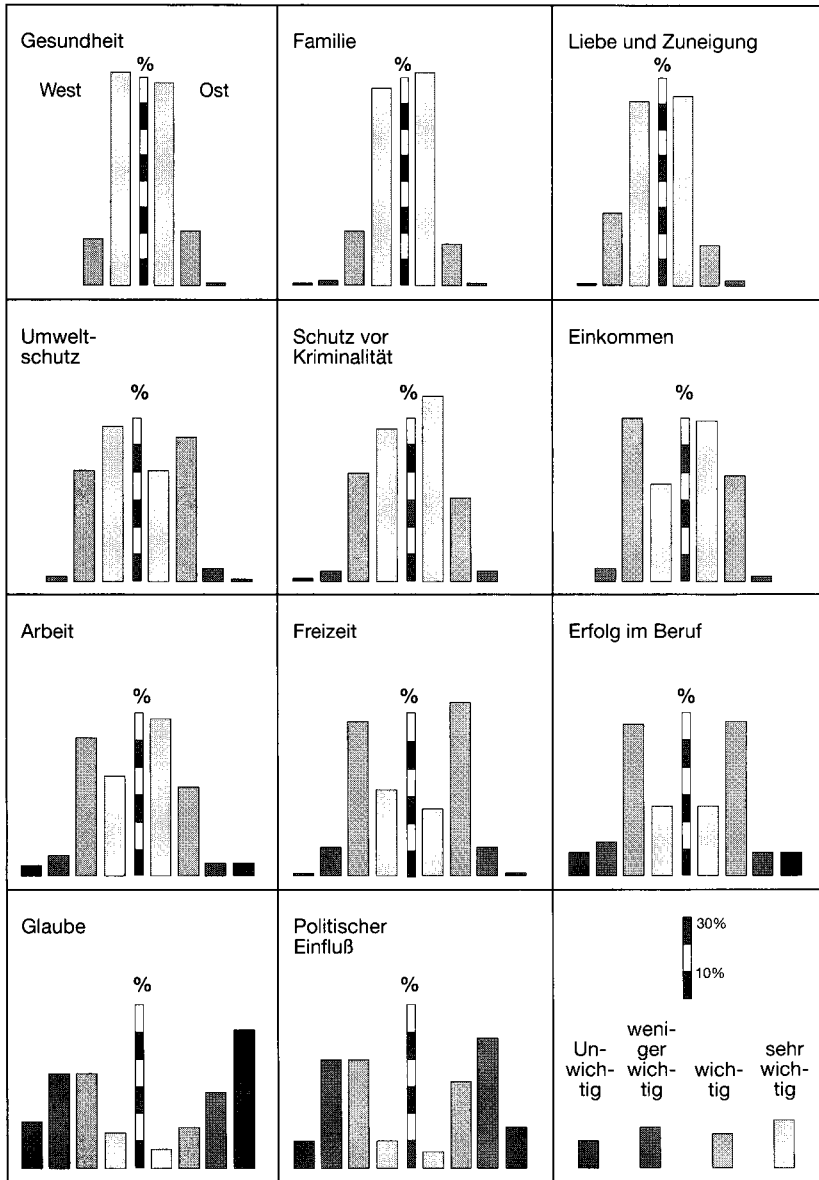 Gesundheit
%
West
Ost
Familie
%
Liebe und Zuneigung
%
Umwelt-
schutz
%
Schutz vor
Kriminalität
%
Einkommen
%
Arbeit
%
Freizeit
%
Erfolg im Beruf
%
Glaube
%
Politischer
Einfluß
%
30%
10%
Un-
wich-
tig
weni-
ger
wich-
tig
wich-
tig
sehr
wich-
tig